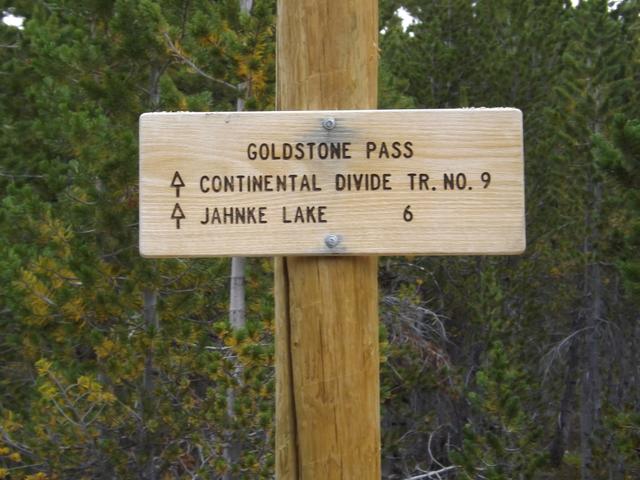 GOLDSTONE PASS
CONTINENTAL DIVIDE TR. NO. 9
JAHNKE LAKE 6